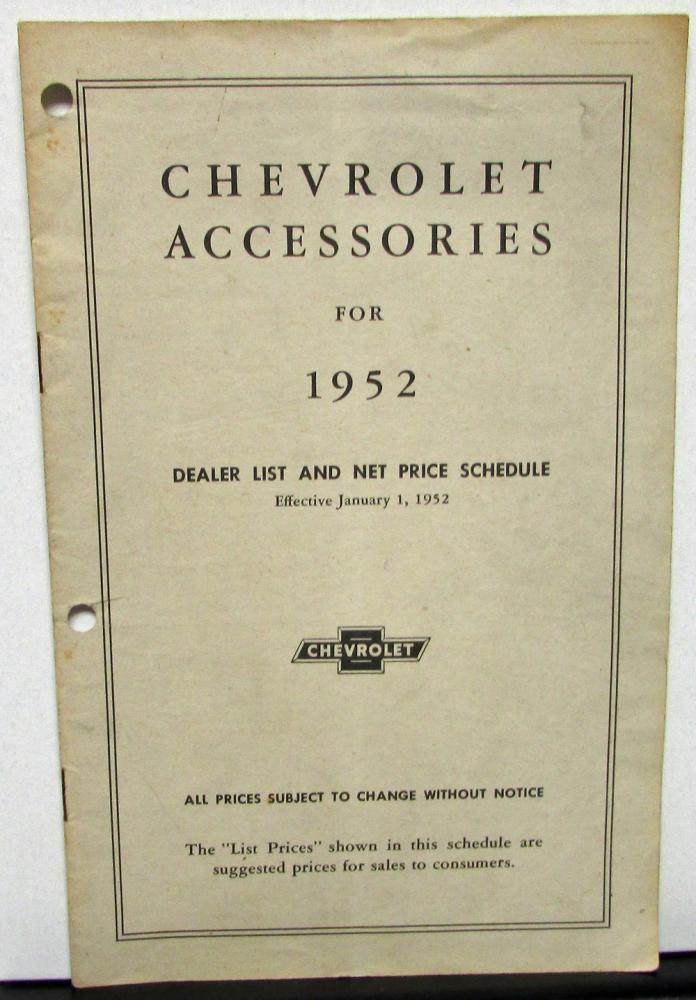 CHEVROLET
ACCESSORIES
FOR
1952
DEALER LIST AND NET PRICE SCHEDULE
Effective January 1, 1952
CHEVROLET
ALL PRICES SUBJECT TO CHANGE WITHOUT NOTICE
The "List Prices" shown in this schedule are
suggested prices for sales to consumers.